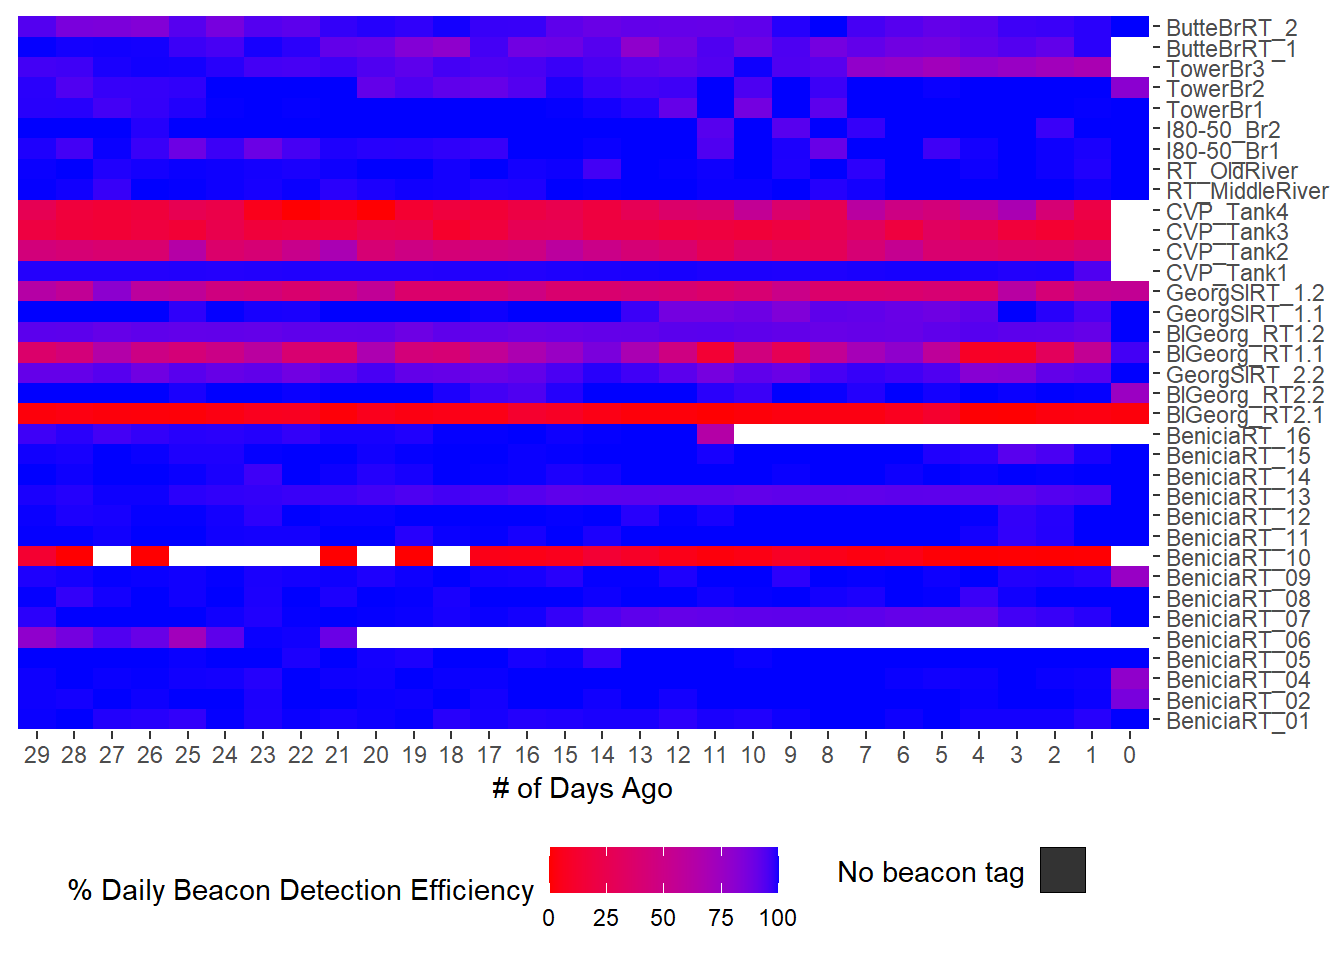 ButteBrRT_2
ButteBrRT_1
TowerBr3
TowerBr2
TowerBr1
I80-50_Br2
I80-50_Br1
RT_OldRiver
RT_MiddleRiver
CVP_Tank4
CVP_Tank3
CVP_Tank2
CVP_Tank1
GeorgSlRT_1.2
GeorgSlRT_1.1
BlGeorg_RT1.2
BlGeorg_RT1.1
GeorgSlRT_2.2
BlGeorg_RT2.2
BlGeorg_RT2.1
BeniciaRT_16
BeniciaRT_15
BeniciaRT_14
BeniciaRT_13
BeniciaRT_12
BeniciaRT_11
BeniciaRT_10
BeniciaRT_09
BeniciaRT_08
BeniciaRT_07
BeniciaRT_06
BeniciaRT_05
BeniciaRT_04
BeniciaRT_02
BeniciaRT_01
29 28 27 26 25 24 23 22 21 20 19 18 17 16 15 14 13 12 11 10 9 8 7 6 5 4 3 2 1 0
# of Days Ago
% Daily Beacon Detection Efficiency
0 25 50 75 100
No beacon tag